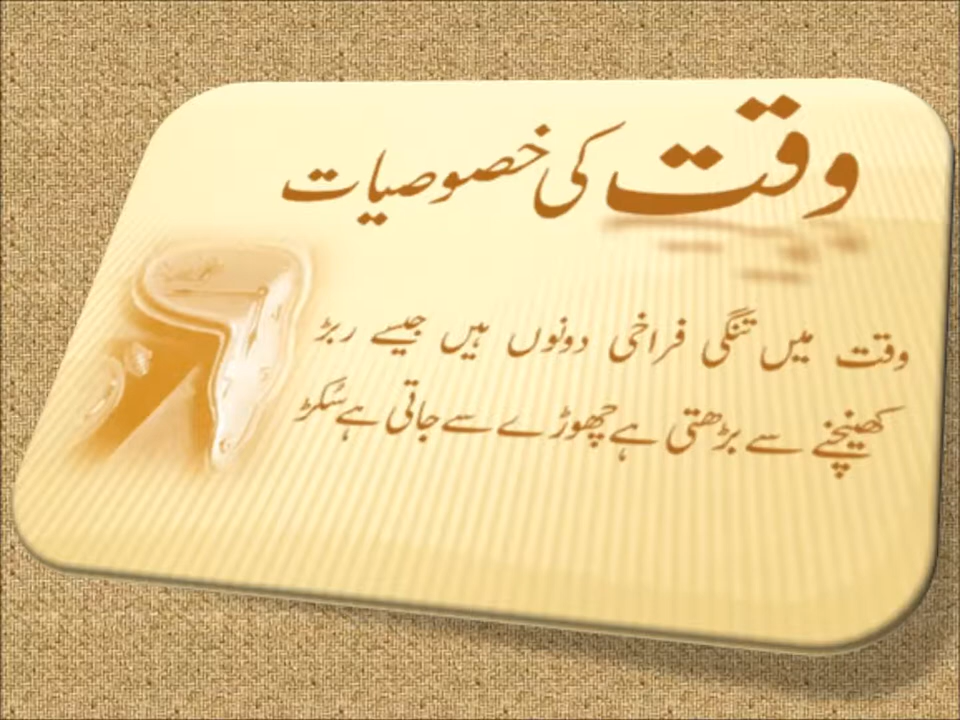 وقت کی خصوصیات
وقت میں تنگی فراخی دونوں ہیں جیسے ربڑ
کھینچنے سے بڑھتی ہے چھوڑے سے جاتی ہے سُکڑ